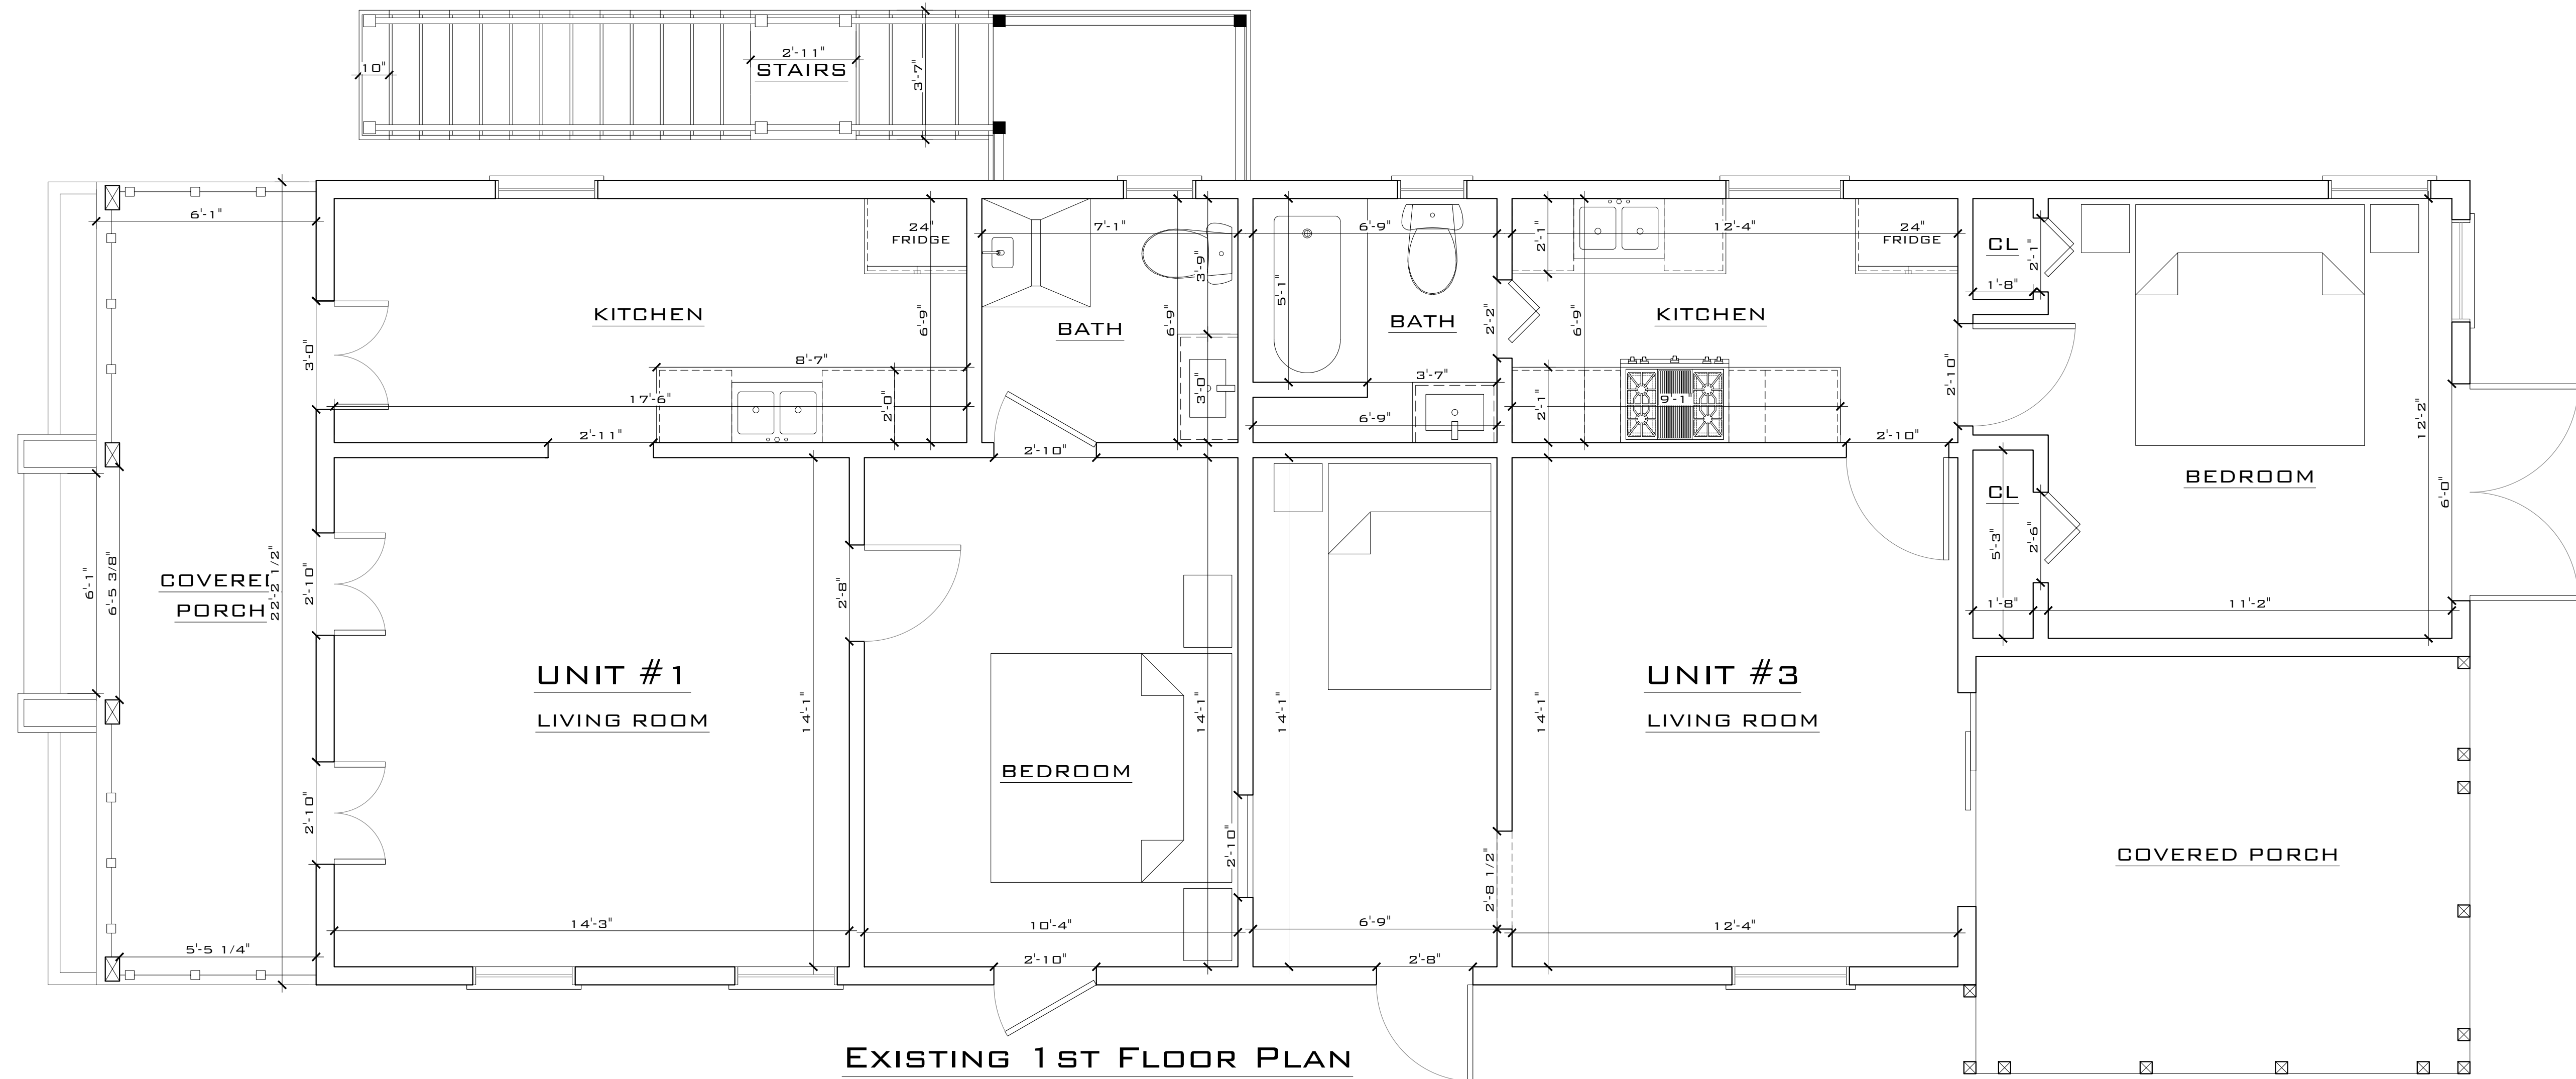 2'-11"
STAIRS
10"
3'-7"
6'-1"
24"
FRIDGE
7'-1"
3'-9"
6'-9"
5'-1"
2'-1"
12'-4"
24"
FRIDGE
CL
2'-1"
1'-8"
KITCHEN
6'-9"
BATH
6'-9"
BATH
2'-2"
6'-9"
KITCHEN
3'-0"
8'-7"
17'-6"
2'-0"
3'-0"
3'-7"
6'-9"
2'-1"
9'-1"
2'-10"
2'-11"
2'-10"
2'-10"
12'-2"
BEDROOM
6'-0"
CL
5'-3"
2'-6"
1'-8"
11'-2"
6'-1"
6'-5 3/8"
COVERED
PORCH
22'-2 1/2"
2'-10"
2'-8"
UNIT #1
LIVING ROOM
14'-1"
BEDROOM
14'-1"
14'-1"
14'-1"
UNIT #3
LIVING ROOM
2'-10"
2'-10"
2'-8 1/2"
COVERED PORCH
5'-5 1/4"
14'-3"
10'-4"
6'-9"
12'-4"
2'-10"
2'-8"
EXISTING 1ST FLOOR PLAN